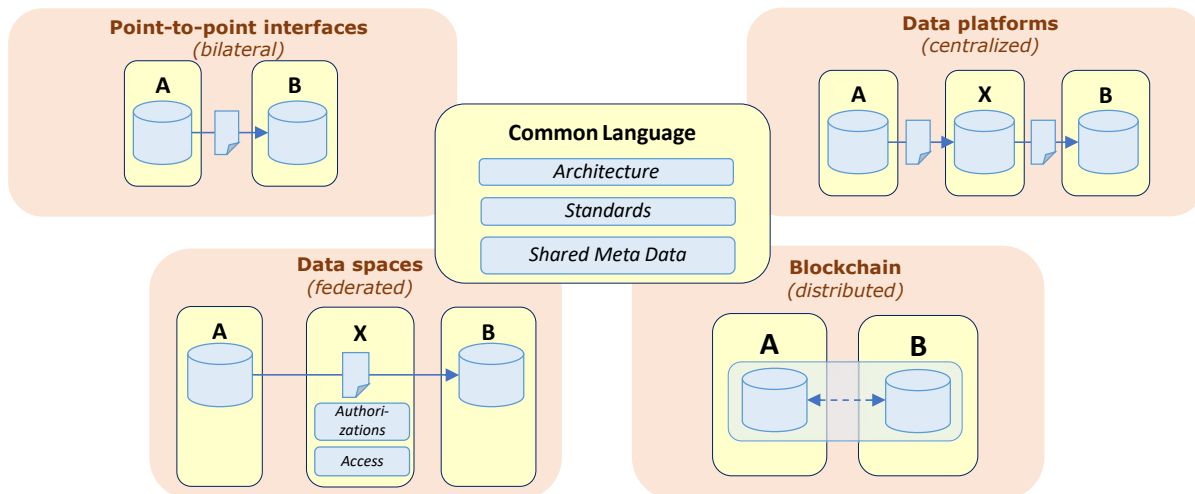 Point-to-point interfaces
(bilateral)
A
B
Data platforms
(centralized)
A
X
B
Common Language
Architecture
Standards
Shared Meta Data
Data spaces
(federated)
A
X
B
Authori-
zations
Access
Blockchain
(distributed)
A
B